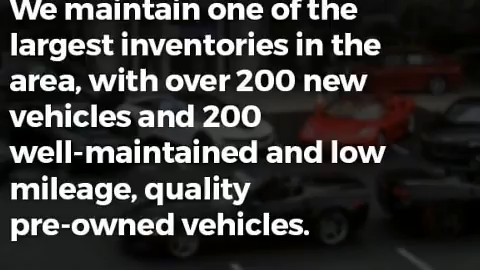 We maintain one of the
largest inventories in the
area, with over 200 new
vehicles and 200
well-maintained and low
mileage, quality
pre-owned vehicles.